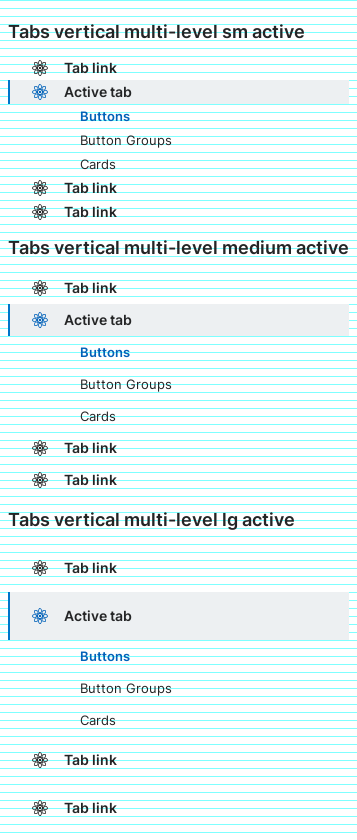 Tabs vertical multi-level sm active
Tab link
Active tab
Buttons
Button Groups
Cards
Tab link
Tab link
Tabs vertical multi-level medium active
Tab link
Active tab
Buttons
Button Groups
Cards
Tab link
Tab link
Tabs vertical multi-level lg active
Tab link
Active tab
Buttons
Button Groups
Cards
Tab link
Tab link